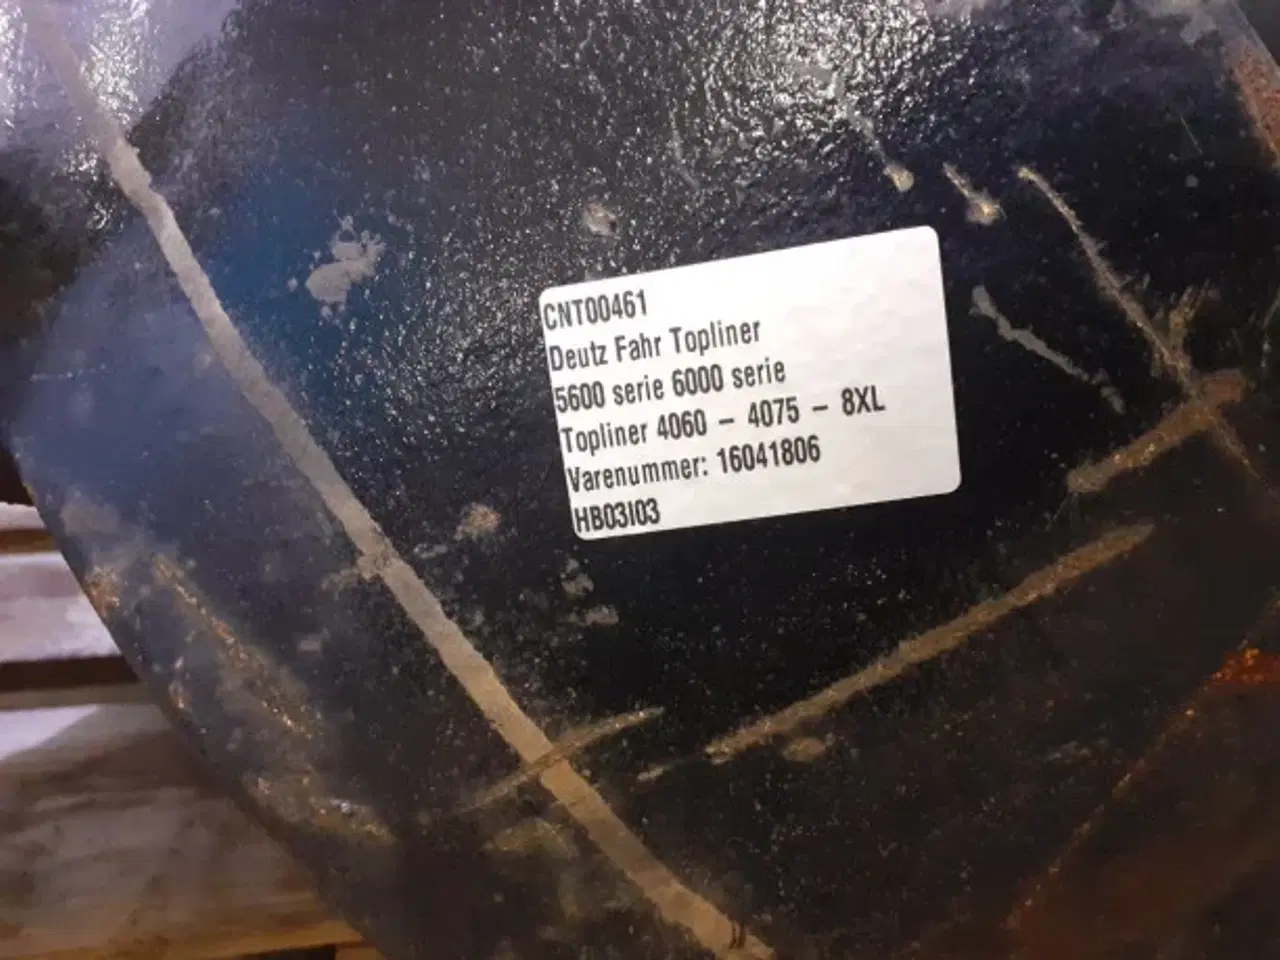 CNT00461
Deutz Fahr Topliner
5600 serie 6000 serie
Topliner 4060 – 4075 – 8XL
Varenummer: 16041806
HB03I03